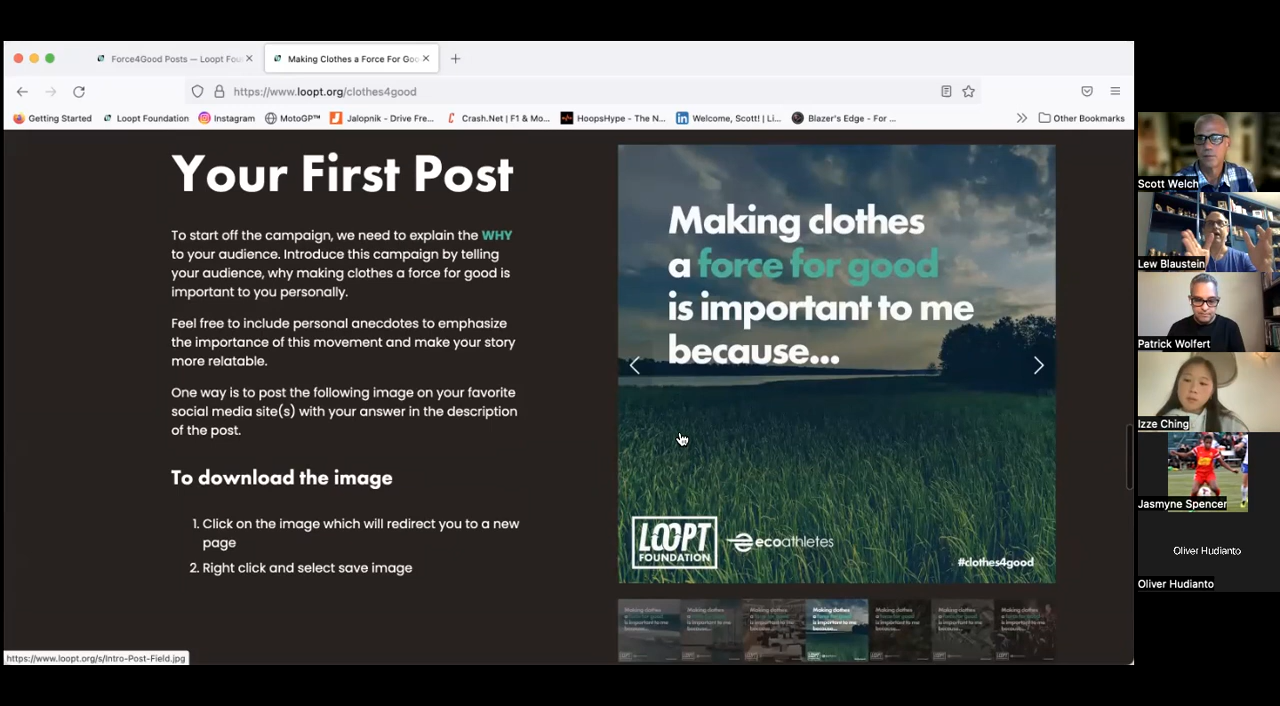 Force4Good Posts — Loopt Fou
Making Clothes a Force For Goo
https://www.loopt.org/clothes4good
Getting Started
Loopt Foundation
Instagram
MotoGP™
Jalopnik - Drive Fre...
Crash.Net | F1 & Mo...
HoopsHype - The N...
Welcome, Scott! | Li...
Blazer's Edge - For ...
Other Bookmarks
Your First Post
To start off the campaign, we need to explain the WHY
to your audience. Introduce this campaign by telling
your audience, why making clothes a force for good is
important to you personally.
Feel free to include personal anecdotes to emphasize
the importance of this movement and make your story
more relatable.
One way is to post the following image on your favorite
social media site(s) with your answer in the description
of the post.
To download the image
1. Click on the image which will redirect you to a new
page
2. Right click and select save image
Making clothes
a force for good
is important to me
because...
LOOPT
FOUNDATION
ecoathletes
#clothes4good
https://www.loopt.org/s/Intro-Post-Field.jpg
Scott Welch
Lew Blaustein
Patrick Wolfert
Izze Ching
Jasmyne Spencer
Oliver Hudianto
Oliver Hudianto